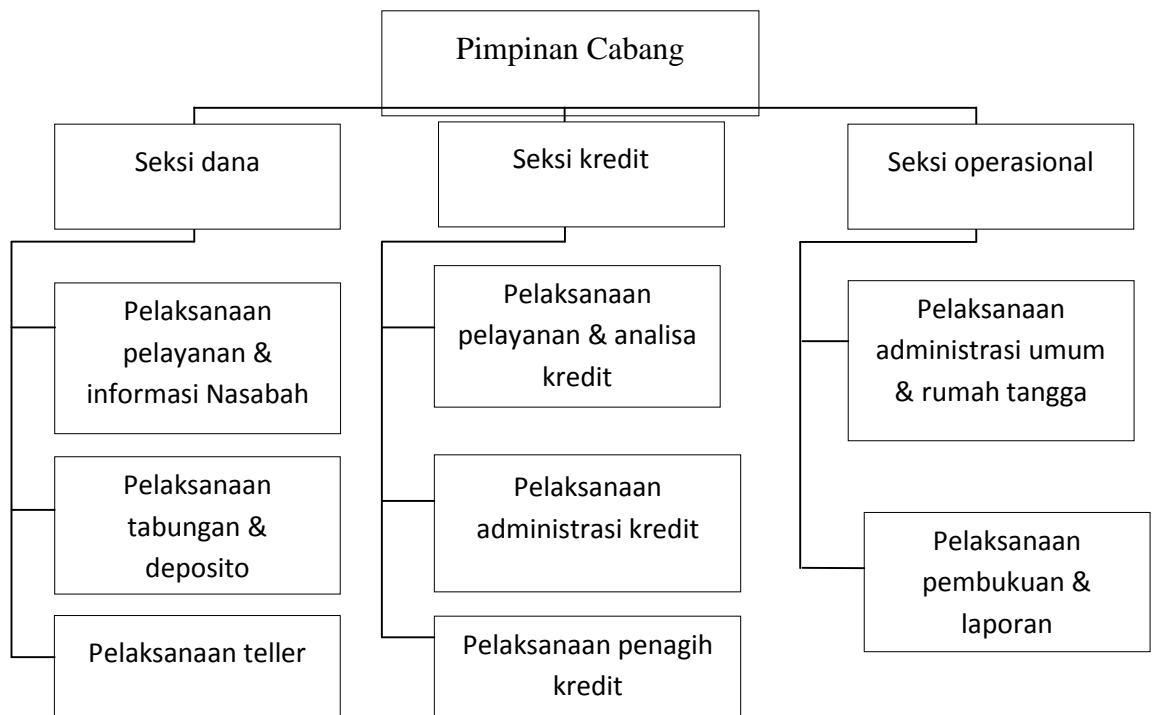 Pimpinan Cabang
Seksi dana
Seksi kredit
Seksi operasional
Pelaksanaan
pelayanan &
informasi Nasabah
Pelaksanaan
pelayanan & analisa
kredit
Pelaksanaan
administrasi umum
& rumah tangga
Pelaksanaan
tabungan &
deposito
Pelaksanaan
administrasi kredit
Pelaksanaan
pembukuan &
laporan
Pelaksanaan teller
Pelaksanaan penagih
kredit